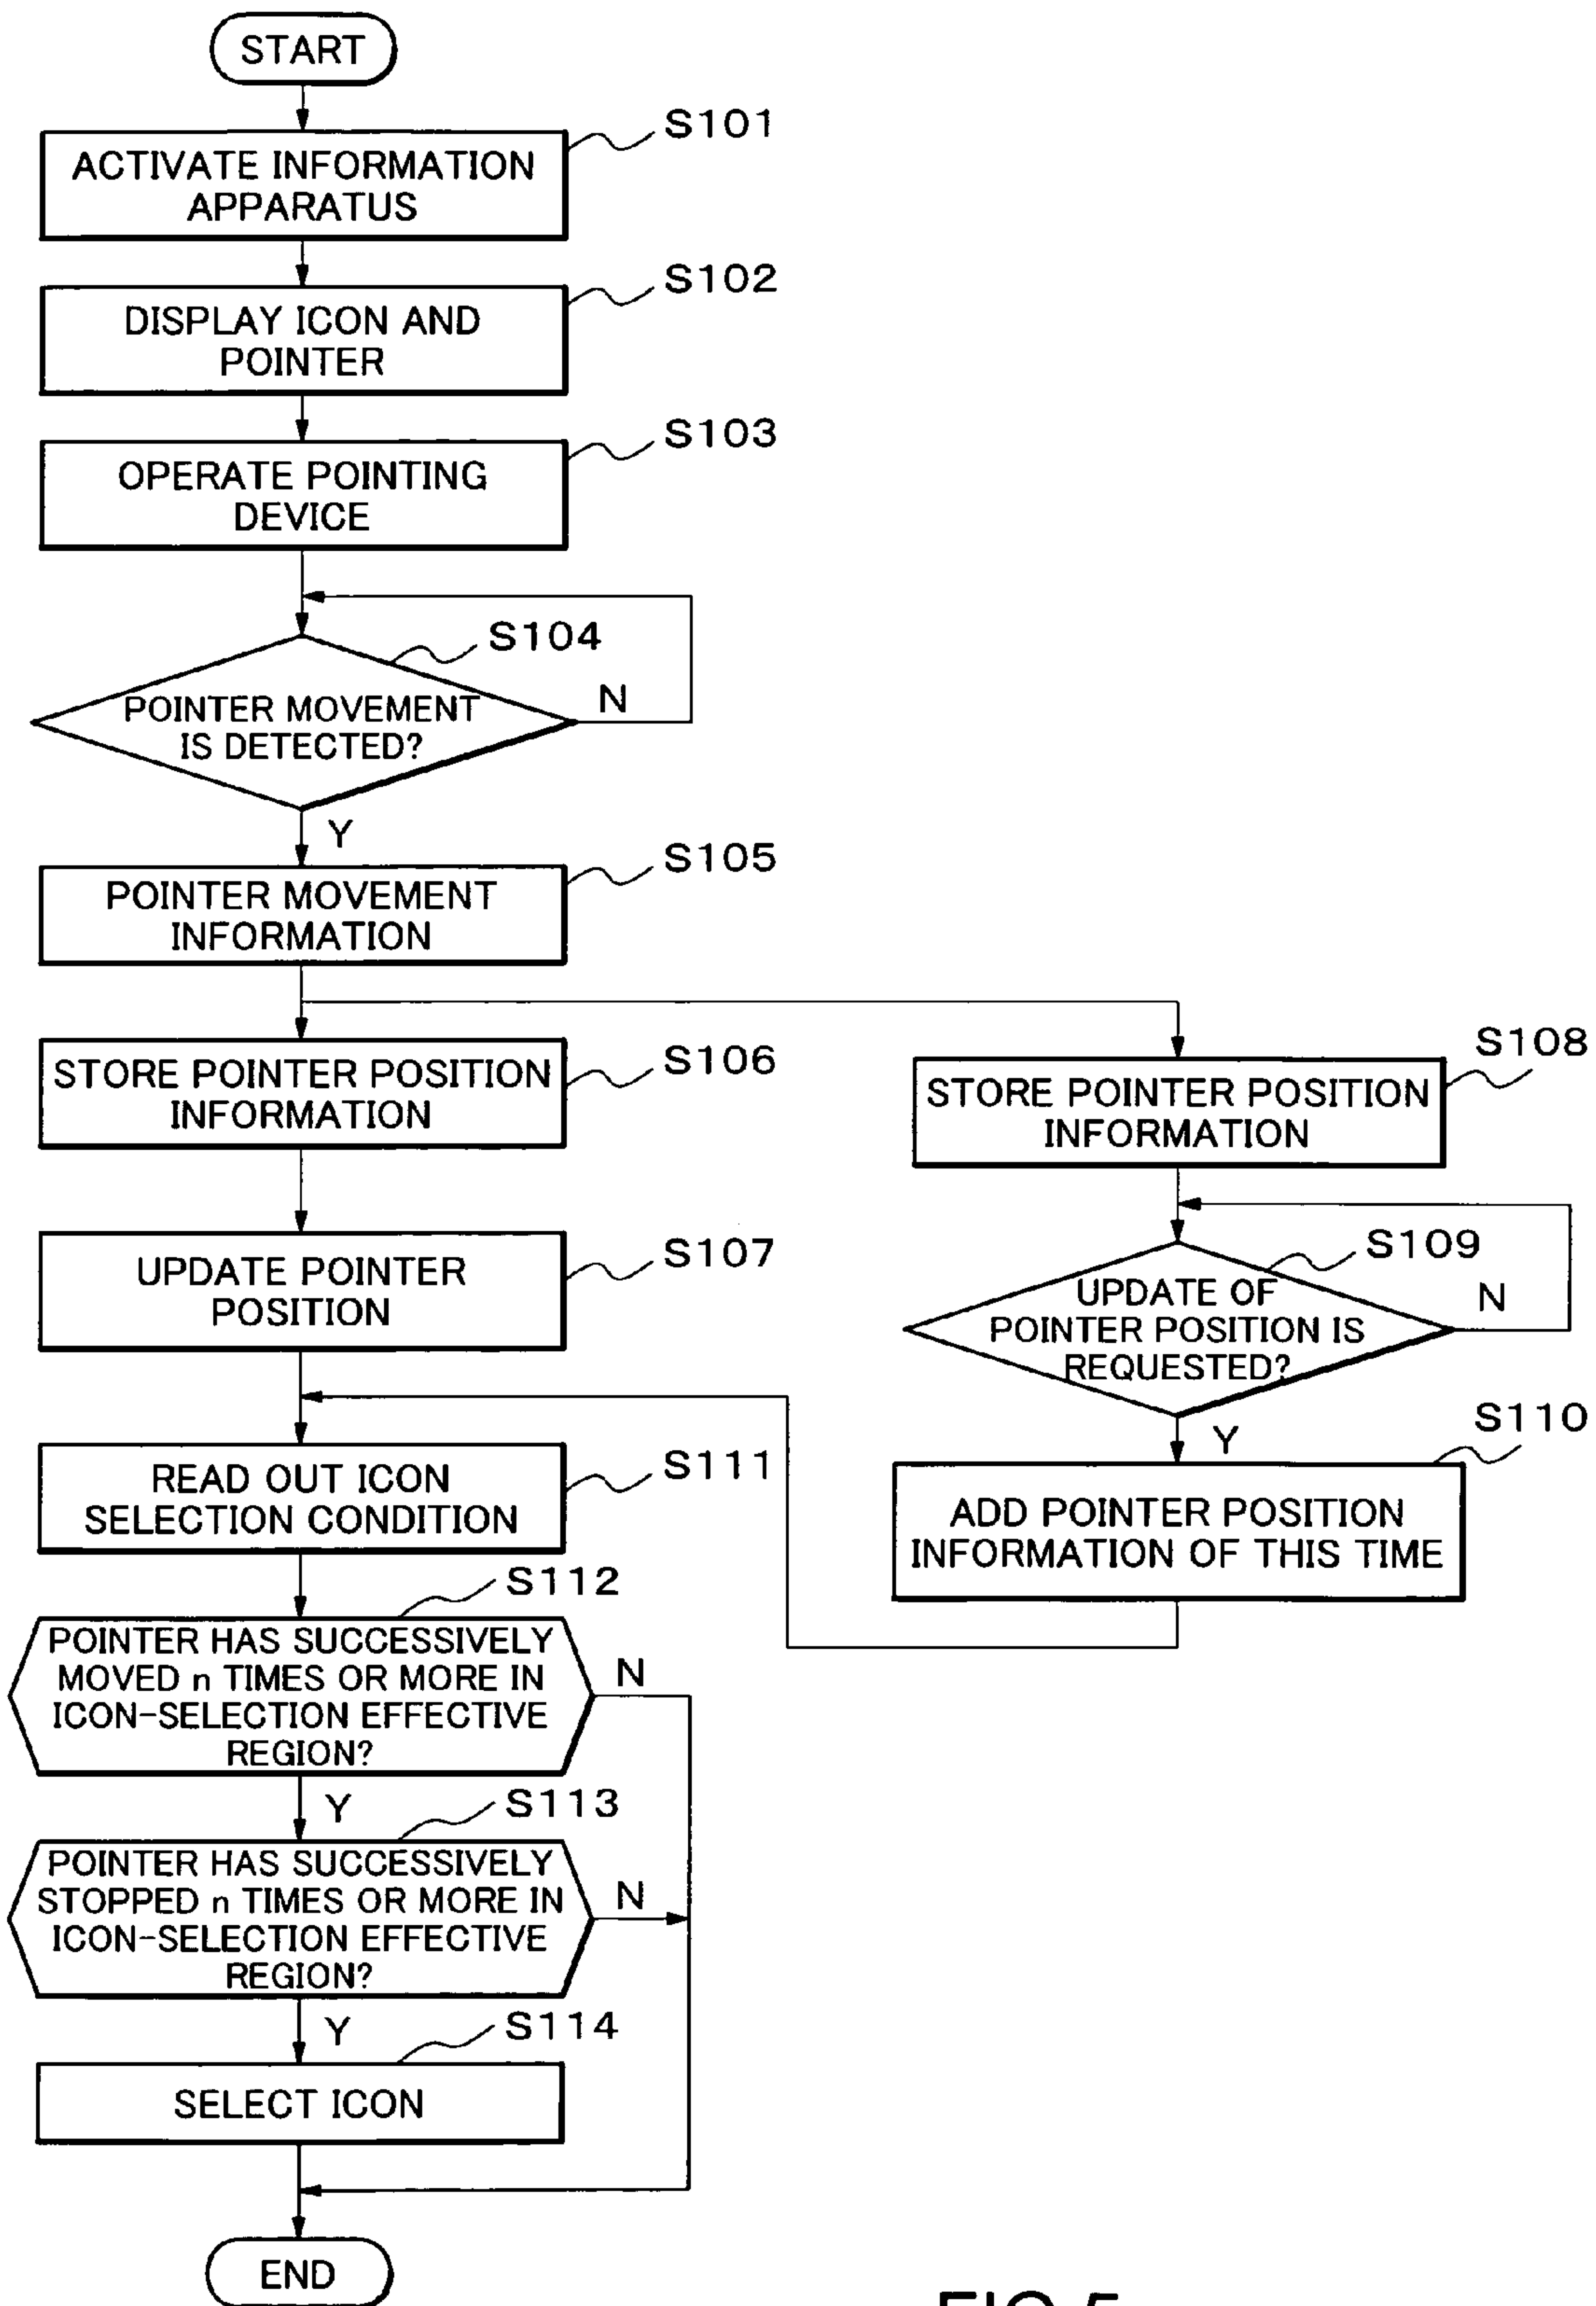 START
S101
ACTIVATE INFORMATION
APPARATUS
S102
DISPLAY ICON AND
POINTER
S103
OPERATE POINTING
DEVICE
S104
POINTER MOVEMENT
IS DETECTED?
N
Y
S105
POINTER MOVEMENT
INFORMATION
S106
STORE POINTER POSITION
INFORMATION
S107
UPDATE POINTER
POSITION
S108
STORE POINTER POSITION
INFORMATION
S109
UPDATE OF
POINTER POSITION IS
REQUESTED?
N
Y
S110
ADD POINTER POSITION
INFORMATION OF THIS TIME
S111
READ OUT ICON
SELECTION CONDITION
S112
POINTER HAS SUCCESSIVELY
MOVED n TIMES OR MORE IN
ICON-SELECTION EFFECTIVE
REGION?
N
Y
S113
POINTER HAS SUCCESSIVELY
STOPPED n TIMES OR MORE IN
ICON-SELECTION EFFECTIVE
REGION?
N
Y
S114
SELECT ICON
END